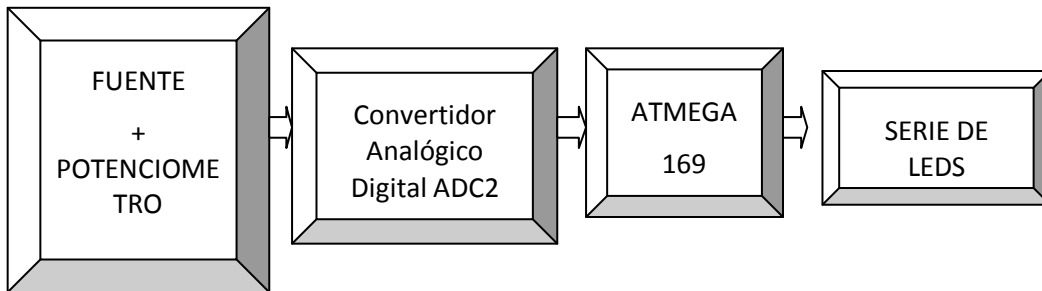 FUENTE
+
POTENCIOME
TRO
Convertidor
Analógico
Digital ADC2
ATMEGA
169
SERIE DE
LEDS